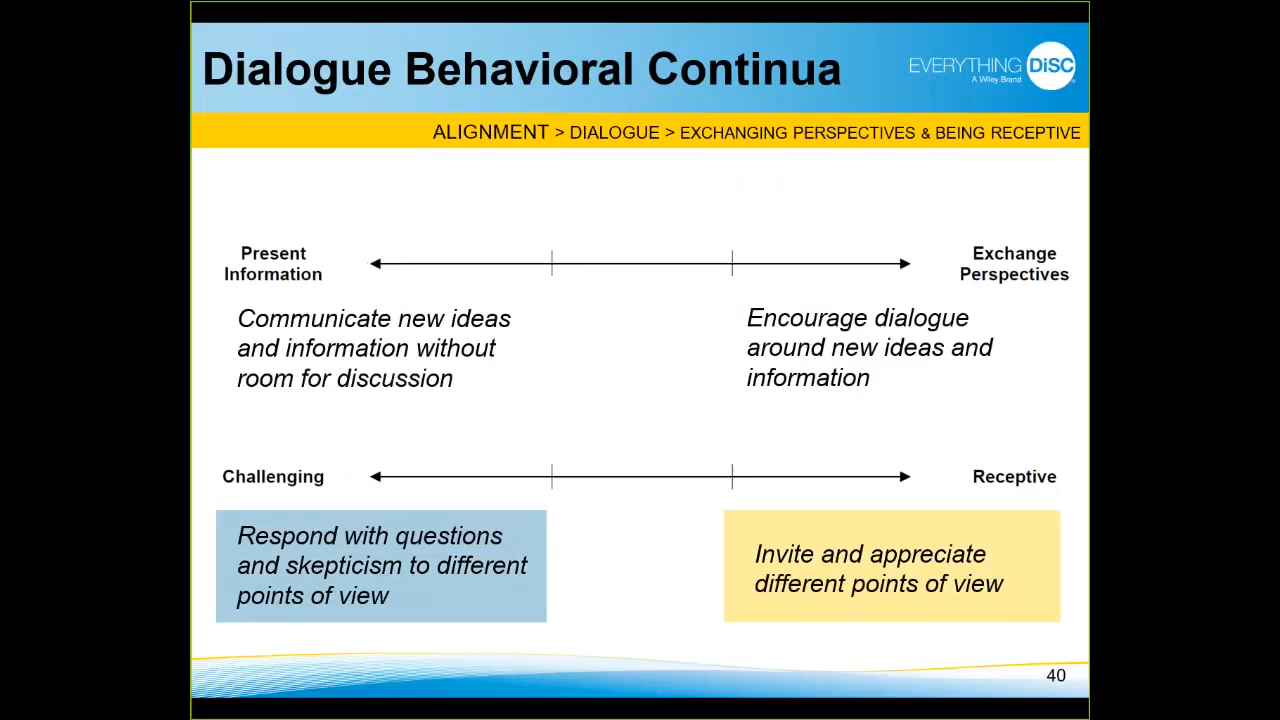 Dialogue Behavioral Continua
EVERYTHING DiSC
A Wiley Brand
ALIGNMENT > DIALOGUE > EXCHANGING PERSPECTIVES & BEING RECEPTIVE
Present
Information
Exchange
Perspectives
Communicate new ideas
and information without
room for discussion
Encourage dialogue
around new ideas and
information
Challenging
Receptive
Respond with questions
and skepticism to different
points of view
Invite and appreciate
different points of view
40